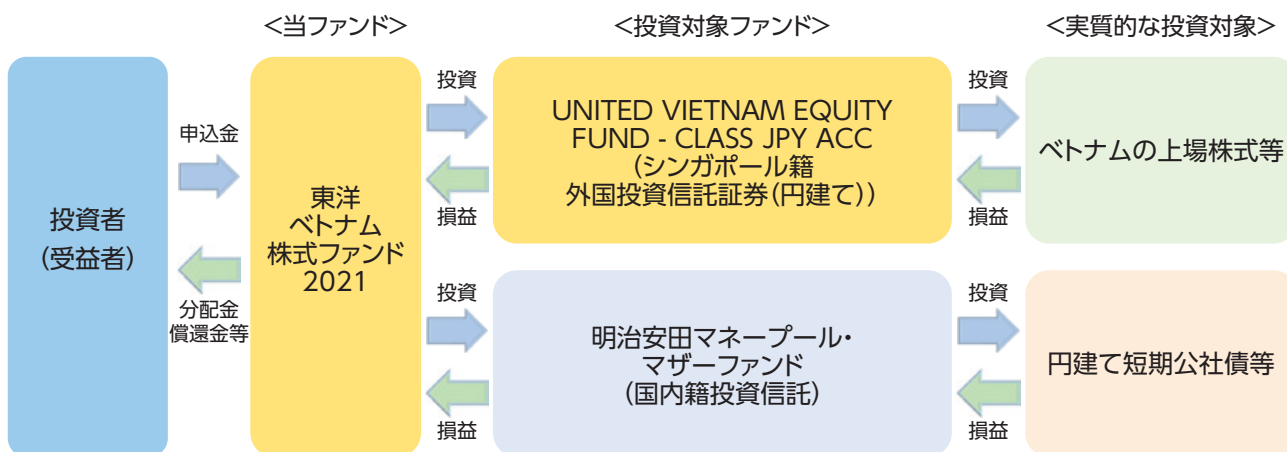 <当ファンド>
<投資対象ファンド>
<実質的な投資対象>
投資者
(受益者)
申込金
分配金
償還金等
東洋
ベトナム
株式ファンド
2021
投資
損益
UNITED VIETNAM EQUITY
FUND - CLASS JPY ACC
(シンガポール籍
外国投資信託証券(円建て))
投資
損益
ベトナムの上場株式等
投資
損益
明治安田マネープール・
マザーファンド
(国内籍投資信託)
投資
損益
円建て短期公社債等